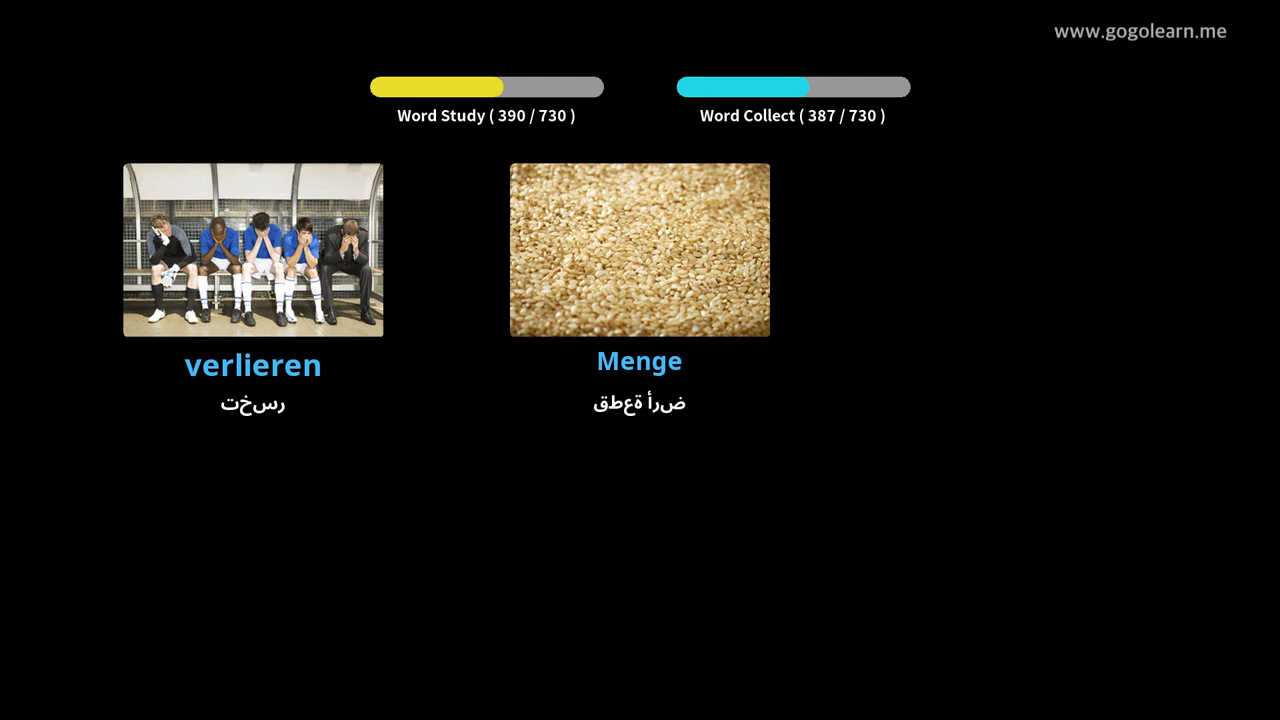 www.gogolearn.me
Word Study ( 390 / 730 )
Word Collect ( 387 / 730 )
verlieren
رسخت
Menge
ضرأ ةعطق